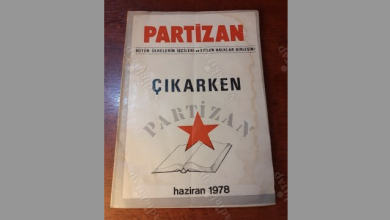 PARTİZAN
BÜTÜN ÜLKELERİN İŞÇİLERİ ve EZİLEN HALKLAR BİRLEŞİN!
ÇIKARKEN
PARTİZAN
haziran 1978